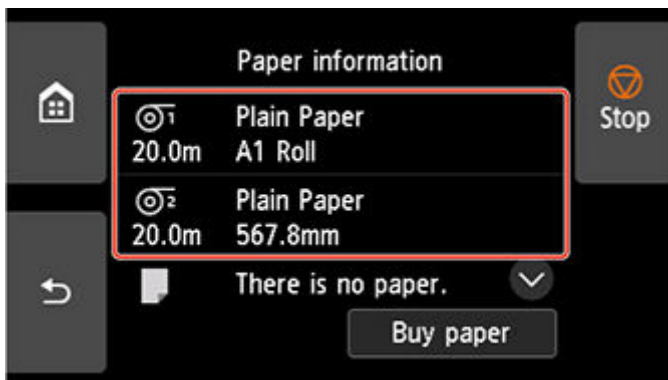 Paper information
Stop
1
Plain Paper
20.0m
A1 Roll
2
Plain Paper
20.0m
567.8mm
There is no paper.
Buy paper